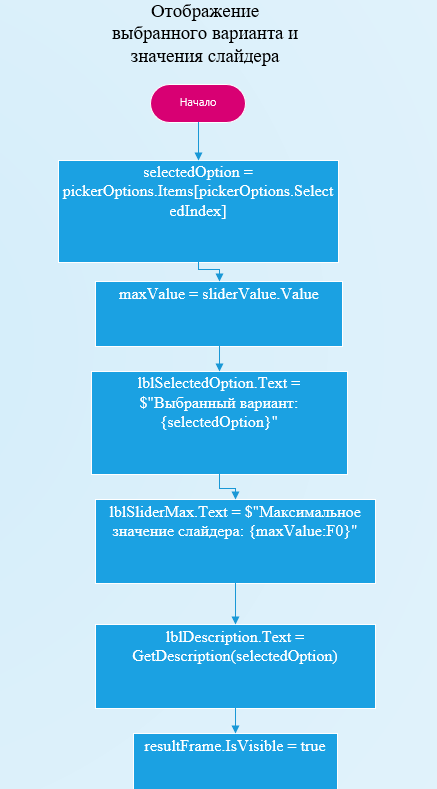 Отображение
выбранного варианта и
значения слайдера
Начало
selectedOption =
pickerOptions.Items[pickerOptions.Select
edIndex]
maxValue = sliderValue.Value
lblSelectedOption.Text =
$"Выбранный вариант:
{selectedOption}"
lblSliderMax.Text = $"Максимальное
значение слайдера: {maxValue:F0}"
lblDescription.Text =
GetDescription(selectedOption)
resultFrame.IsVisible = true